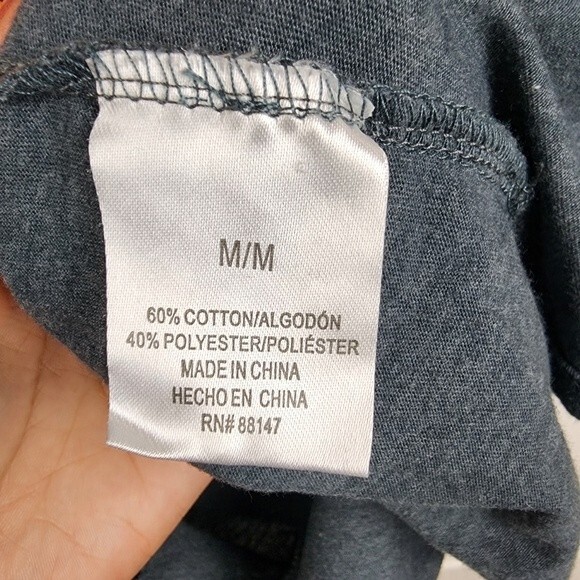 M/M
60% COTTON/ALGODÓN
40% POLYESTER/POLIÉSTER
MADE IN CHINA
HECHO EN CHINA
RN# 88147